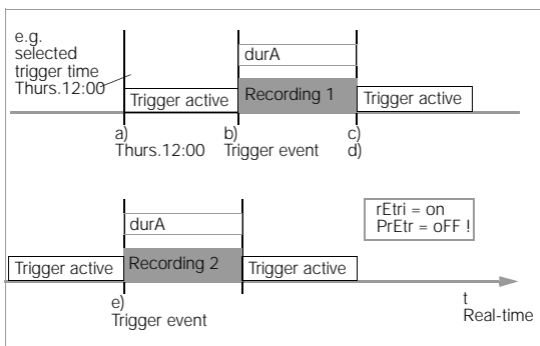 e.g.
selected
trigger time
Thurs.12:00
durA
Trigger active
Recording 1
Trigger active
a)
b)
c)
Thurs.12:00
Trigger event
d)
durA
rEtri = on
PrEtr = oFF !
Trigger active
Recording 2
Trigger active
e)
Trigger event
t
Real-time